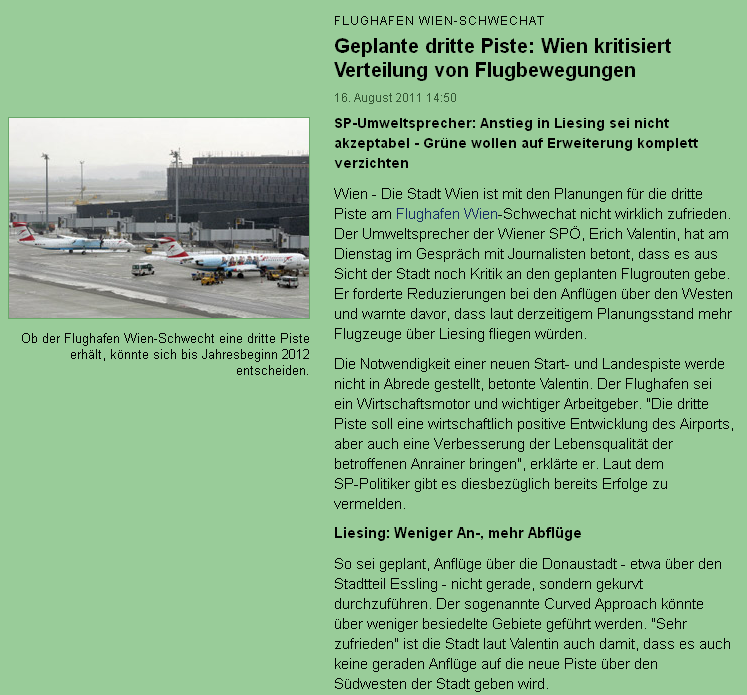 FLUGHAFEN WIEN-SCHWECHAT
Geplante dritte Piste: Wien kritisiert
Verteilung von Flugbewegungen
16. August 2011 14:50
SP-Umweltsprecher: Anstieg in Liesing sei nicht
akzeptabel - Grüne wollen auf Erweiterung komplett
verzichten
Wien - Die Stadt Wien ist mit den Planungen für die dritte
Piste am Flughafen Wien-Schwechat nicht wirklich zufrieden.
Der Umweltsprecher der Wiener SPÖ, Erich Valentin, hat am
Dienstag im Gespräch mit Journalisten betont, dass es aus
Sicht der Stadt noch Kritik an den geplanten Flugrouten gebe.
Er forderte Reduzierungen bei den Anflügen über den Westen
und warnte davor, dass laut derzeitigem Planungsstand mehr
Flugzeuge über Liesing fliegen würden.
Ob der Flughafen Wien-Schwecht eine dritte Piste
erhält, könnte sich bis Jahresbeginn 2012
entscheiden.
Die Notwendigkeit einer neuen Start- und Landespiste werde
nicht in Abrede gestellt, betonte Valentin. Der Flughafen sei
ein Wirtschaftsmotor und wichtiger Arbeitgeber. "Die dritte
Piste soll eine wirtschaftlich positive Entwicklung des Airports,
aber auch eine Verbesserung der Lebensqualität der
betroffenen Anrainer bringen", erklärte er. Laut dem
SP-Politiker gibt es diesbezüglich bereits Erfolge zu
vermelden.
Liesing: Weniger An-, mehr Abflüge
So sei geplant, Anflüge über die Donaustadt - etwa über den
Stadtteil Essling - nicht gerade, sondern gekurvt
durchzuführen. Der sogenannte Curved Approach könnte
über weniger besiedelte Gebiete geführt werden. "Sehr
zufrieden" ist die Stadt laut Valentin auch damit, dass es auch
keine geraden Anflüge auf die neue Piste über den
Südwesten der Stadt geben wird.